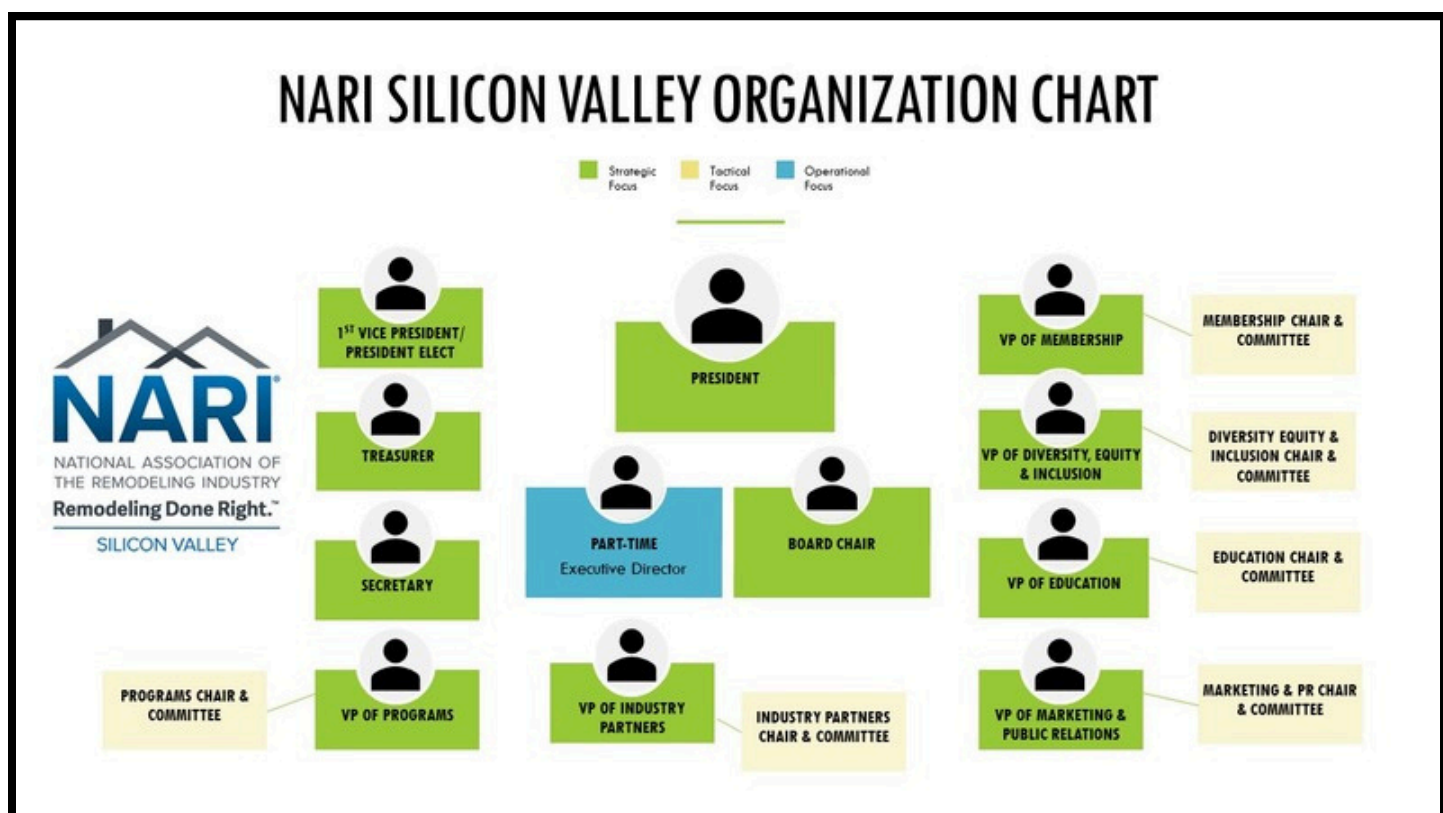 NARI SILICON VALLEY ORGANIZATION CHART
Strategic
Focus
Tactical
Focus
Operational
Focus
NARI®
NATIONAL ASSOCIATION OF
THE REMODELING INDUSTRY
Remodeling Done Right.™
SILICON VALLEY
1ST VICE PRESIDENT/
PRESIDENT ELECT
TREASURER
SECRETARY
PROGRAMS CHAIR &
COMMITTEE
VP OF PROGRAMS
PRESIDENT
PART-TIME
Executive Director
BOARD CHAIR
VP OF INDUSTRY
PARTNERS
INDUSTRY PARTNERS
CHAIR & COMMITTEE
VP OF MEMBERSHIP
MEMBERSHIP CHAIR &
COMMITTEE
VP OF DIVERSITY, EQUITY
& INCLUSION
DIVERSITY EQUITY &
INCLUSION CHAIR &
COMMITTEE
VP OF EDUCATION
EDUCATION CHAIR &
COMMITTEE
VP OF MARKETING &
PUBLIC RELATIONS
MARKETING & PR CHAIR
& COMMITTEE